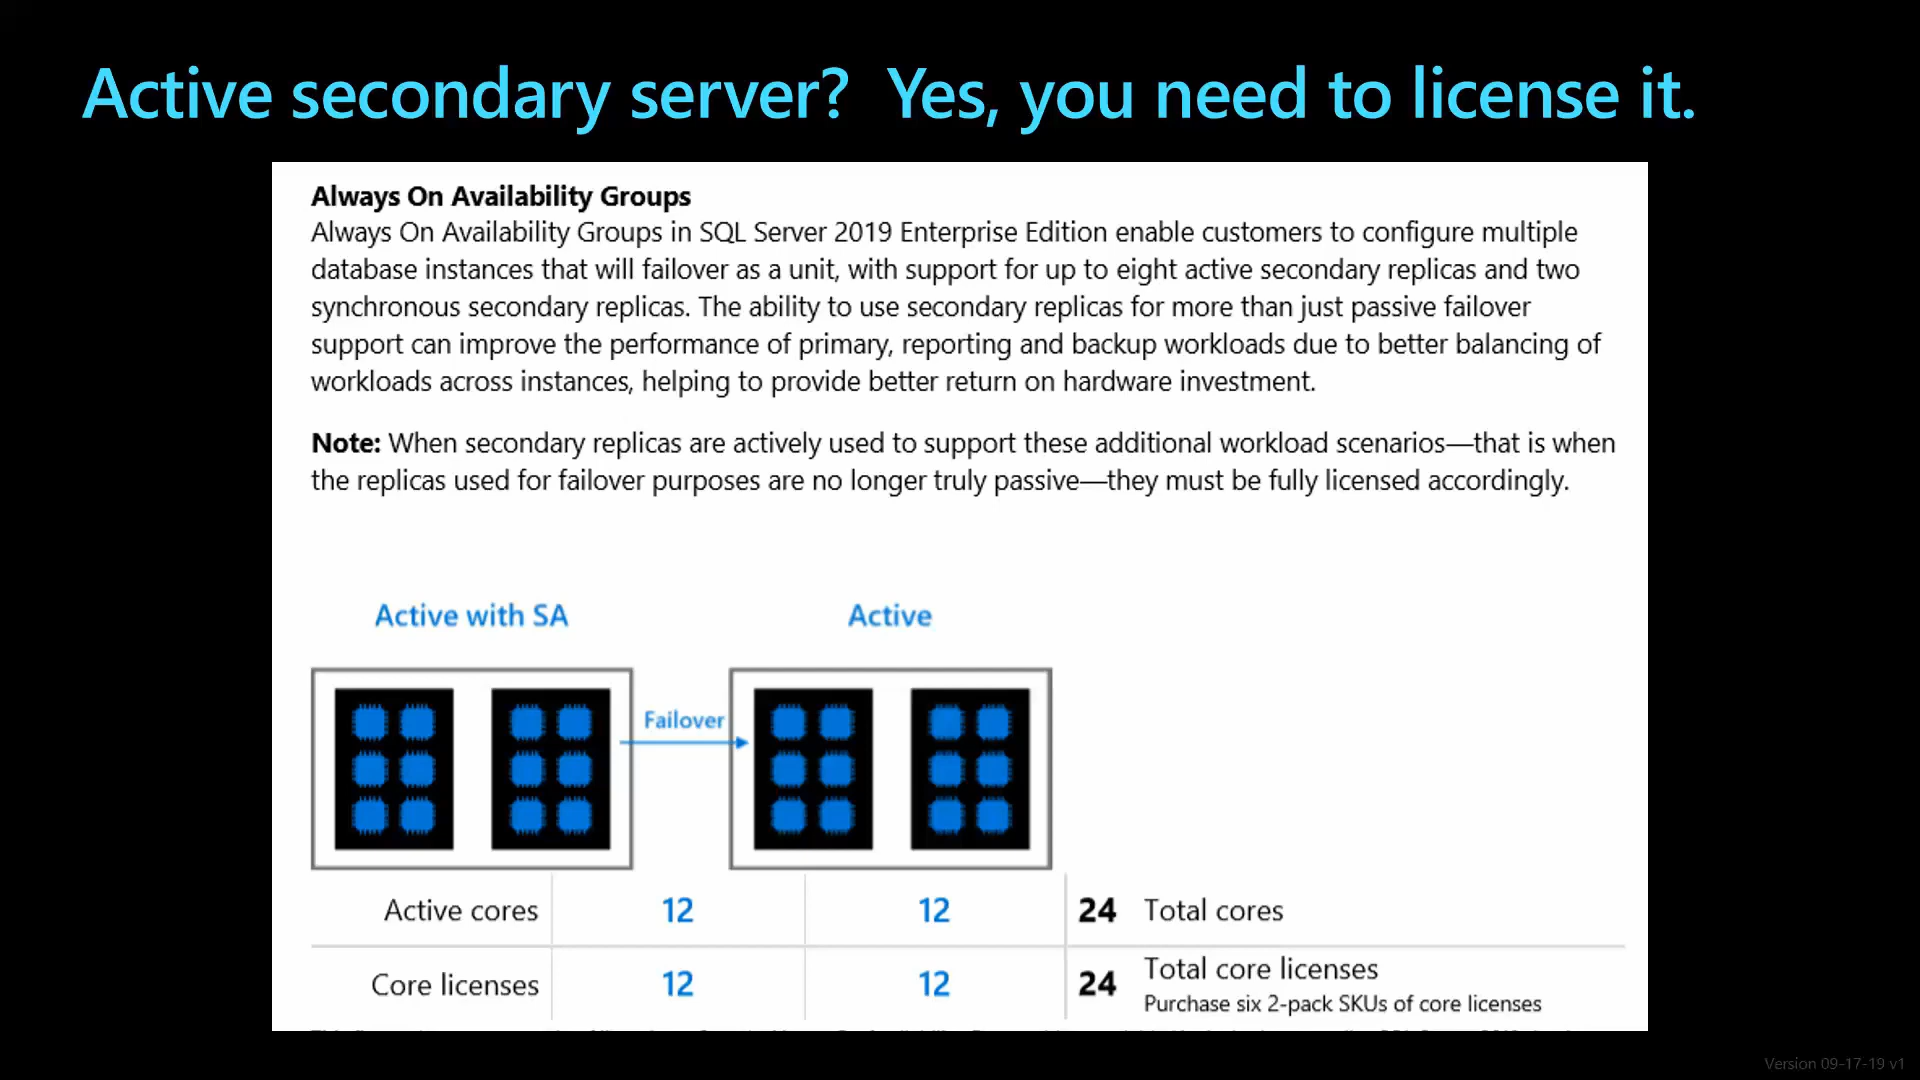 Active secondary server?  Yes, you need to license it.
Always On Availability Groups
Always On Availability Groups in SQL Server 2019 Enterprise Edition enable customers to configure multiple
database instances that will failover as a unit, with support for up to eight active secondary replicas and two
synchronous secondary replicas. The ability to use secondary replicas for more than just passive failover
support can improve the performance of primary, reporting and backup workloads due to better balancing of
workloads across instances, helping to provide better return on hardware investment.
Note: When secondary replicas are actively used to support these additional workload scenarios—that is when
the replicas used for failover purposes are no longer truly passive—they must be fully licensed accordingly.
Active with SA
Active
Failover
Active cores 12 12 24 Total cores
Core licenses 12 12 24 Total core licenses
Purchase six 2-pack SKUs of core licenses
Version 09-17-19 v1